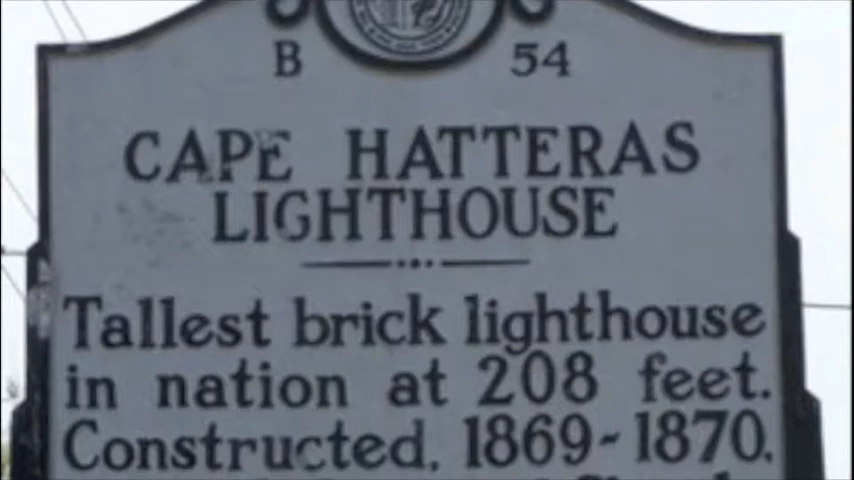 B 54
CAPE HATTERAS
LIGHTHOUSE
Tallest brick lighthouse
in nation at 208 feet.
Constructed, 1869-1870,